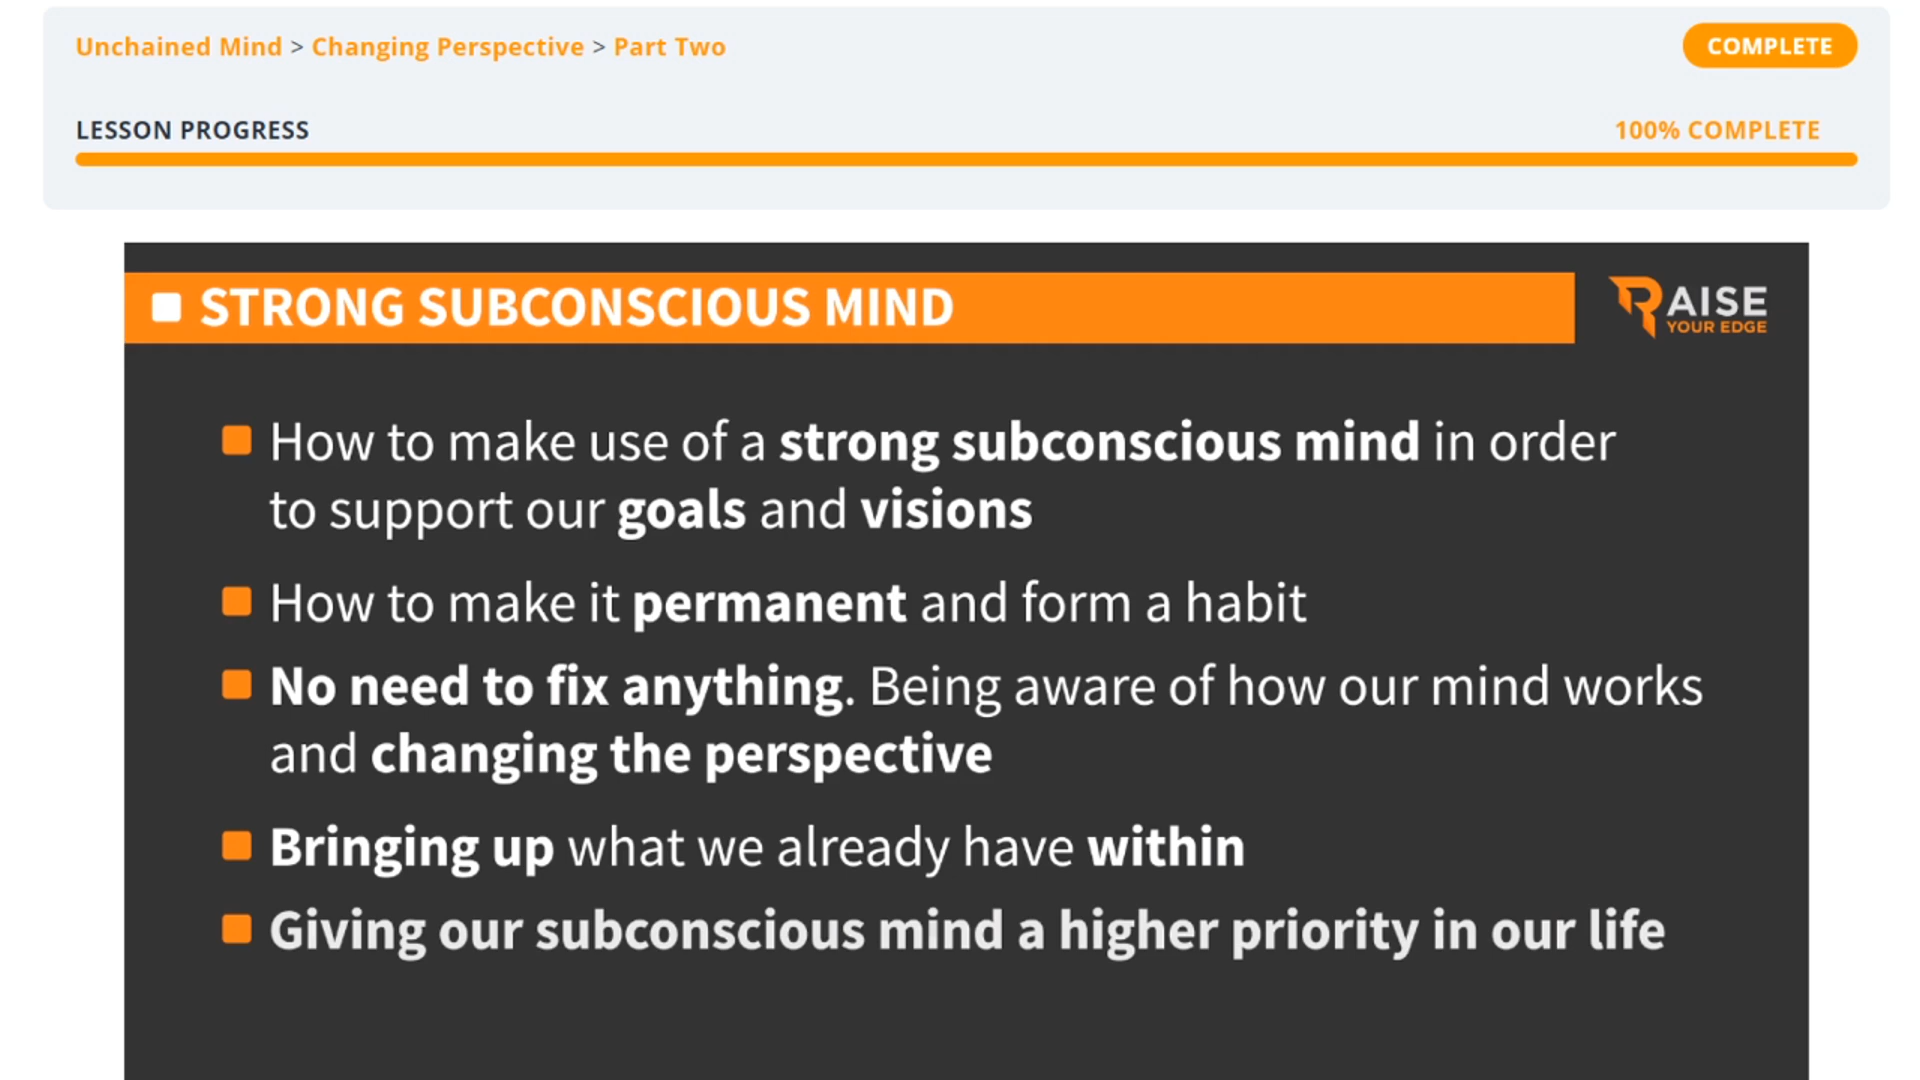 Unchained Mind > Changing Perspective > Part Two
COMPLETE
LESSON PROGRESS
100% COMPLETE
STRONG SUBCONSCIOUS MIND
RAISE
YOUR EDGE
How to make use of a strong subconscious mind in order
to support our goals and visions
How to make it permanent and form a habit
No need to fix anything. Being aware of how our mind works
and changing the perspective
Bringing up what we already have within
Giving our subconscious mind a higher priority in our life